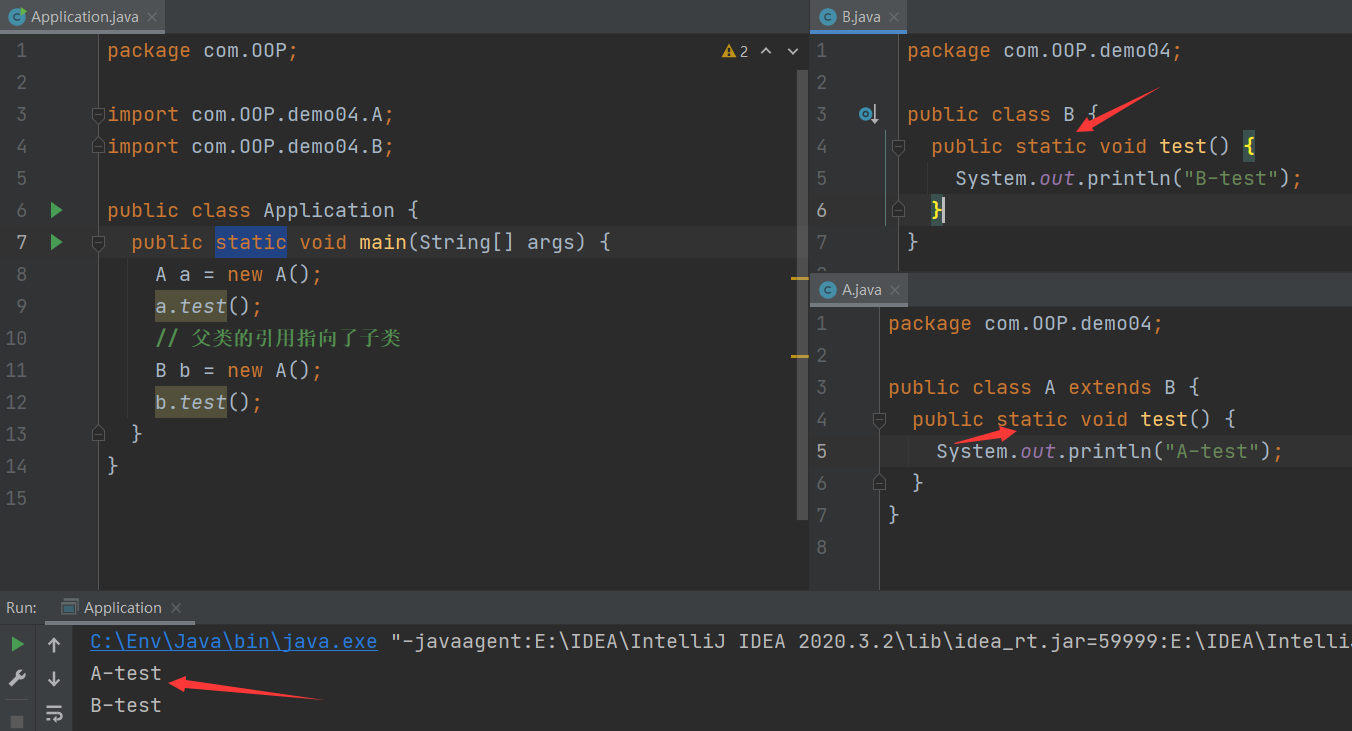 Application.java
package com.OOP;
2
import com.OOP.demo04.A;
import com.OOP.demo04.B;
public class Application {
public static void main(String[] args) {
A a = new A();
a.test();
// 父类的引用指向了子类
B b = new A();
b.test();
}
}
1
2
3
4
5
6
7
8
9
10
11
12
13
14
15
B.java
package com.OOP.demo04;
public class B {
public static void test() {
System.out.println("B-test");
}
}
1
2
3
4
5
6
7
A.java
package com.OOP.demo04;
public class A extends B {
public static void test() {
System.out.println("A-test");
}
}
1
2
3
4
5
6
7
8
Run: Application
C:\Env\Java\bin\java.exe "-javaagent:E:\IDEA\IntelliJ IDEA 2020.3.2\lib\idea_rt.jar=59999:E:\IDEA\IntelliJ
A-test
B-test